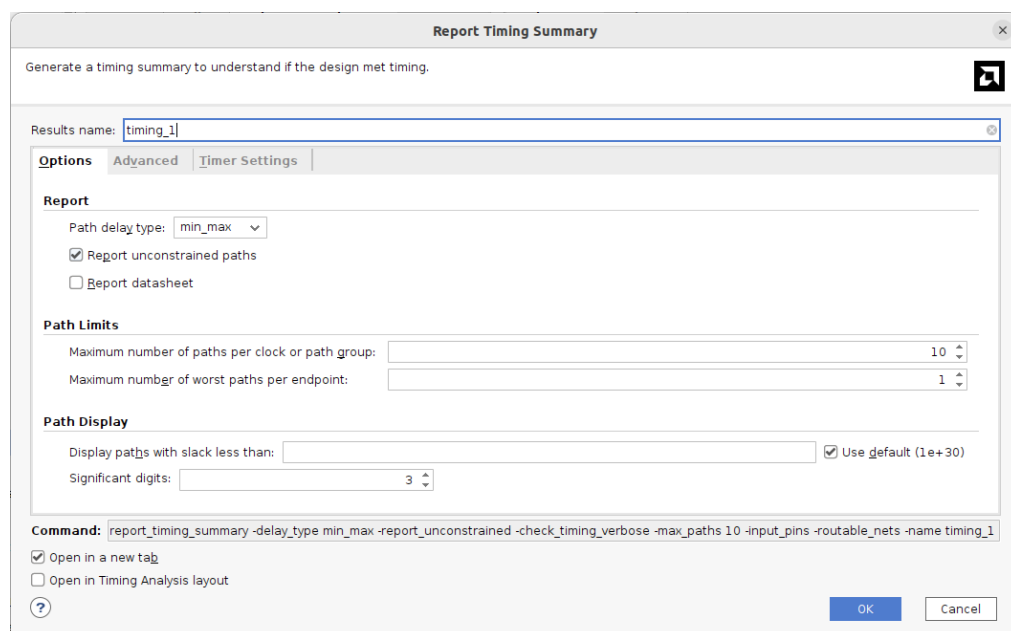 Report Timing Summary
Generate a timing summary to understand if the design met timing.
Results name: timing_1
Options Advanced Timer Settings
Report
Path delay type: min_max
Report unconstrained paths
Report datasheet
Path Limits
Maximum number of paths per clock or path group: 10
Maximum number of worst paths per endpoint: 1
Path Display
Display paths with slack less than: Use default (1e+30)
Significant digits: 3
Command: report_timing_summary -delay_type min_max -report_unconstrained -check_timing_verbose -max_paths 10 -input_pins -routable_nets -name timing_1
Open in a new tab
Open in Timing Analysis layout
? OK Cancel